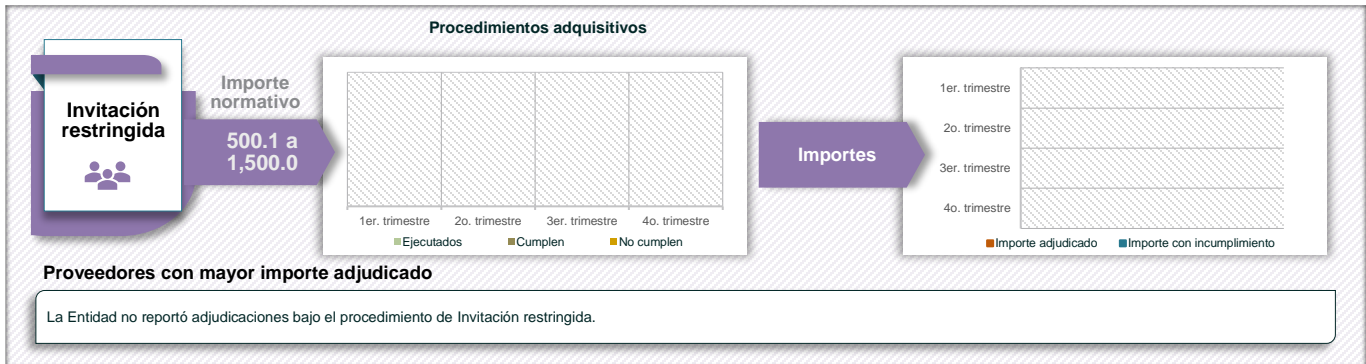 Procedimientos adquisitivos
Invitación
restringida
Importe
normativo
500.1 a
1,500.0
1er. trimestre
2o. trimestre
3er. trimestre
4o. trimestre
Ejecutados
Cumplen
No cumplen
Importes
1er. trimestre
2o. trimestre
3er. trimestre
4o. trimestre
Importe adjudicado
Importe con incumplimiento
Proveedores con mayor importe adjudicado
La Entidad no reportó adjudicaciones bajo el procedimiento de Invitación restringida.